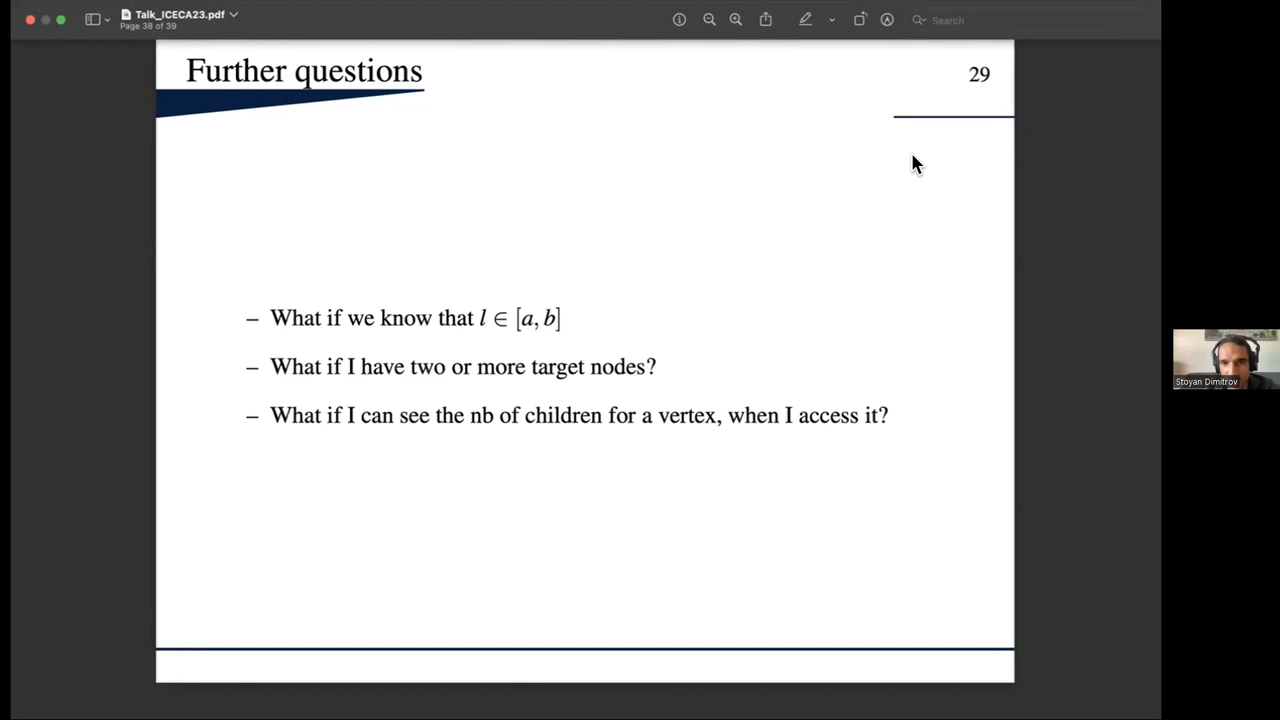 Talk_ICECA23.pdf
Page 38 of 39
Search
Further questions
29
– What if we know that l ∈ [a, b]
– What if I have two or more target nodes?
– What if I can see the nb of children for a vertex, when I access it?
Stoyan Dimitrov